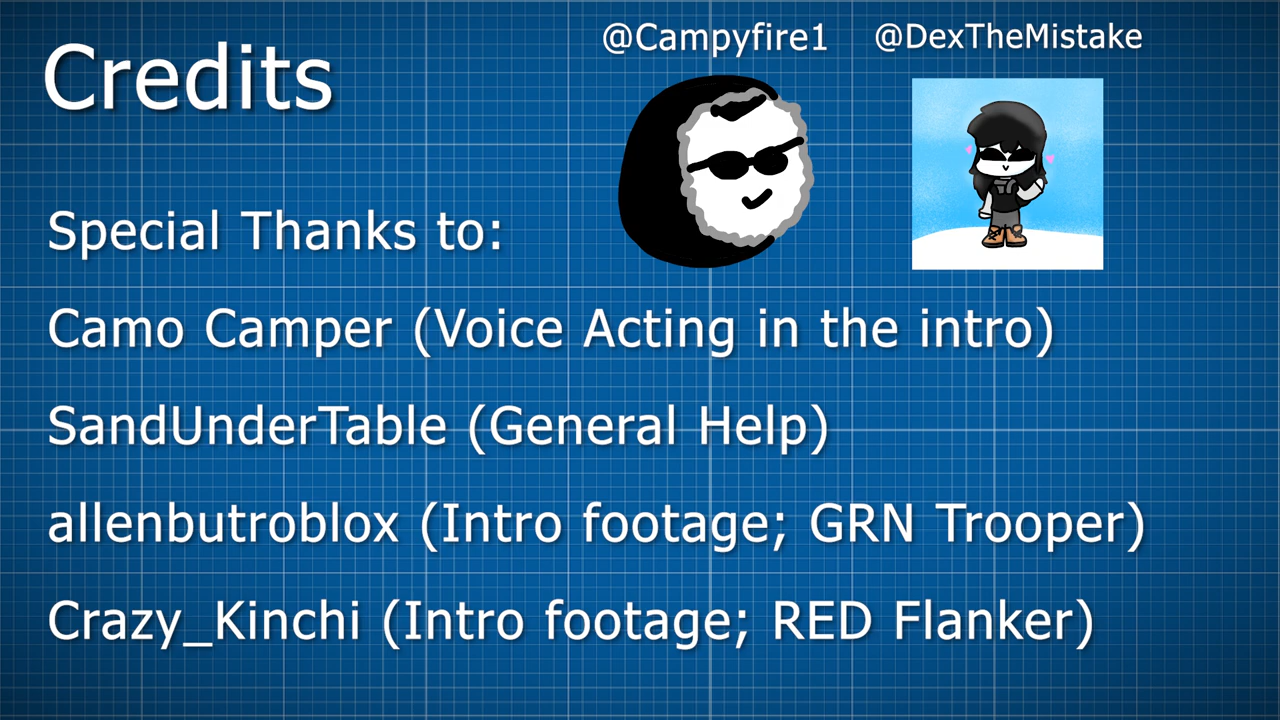 Credits
@Campyfire1
@DexTheMistake
Special Thanks to:
Camo Camper (Voice Acting in the intro)
SandUnderTable (General Help)
allenbutroblox (Intro footage; GRN Trooper)
Crazy_Kinchi (Intro footage; RED Flanker)